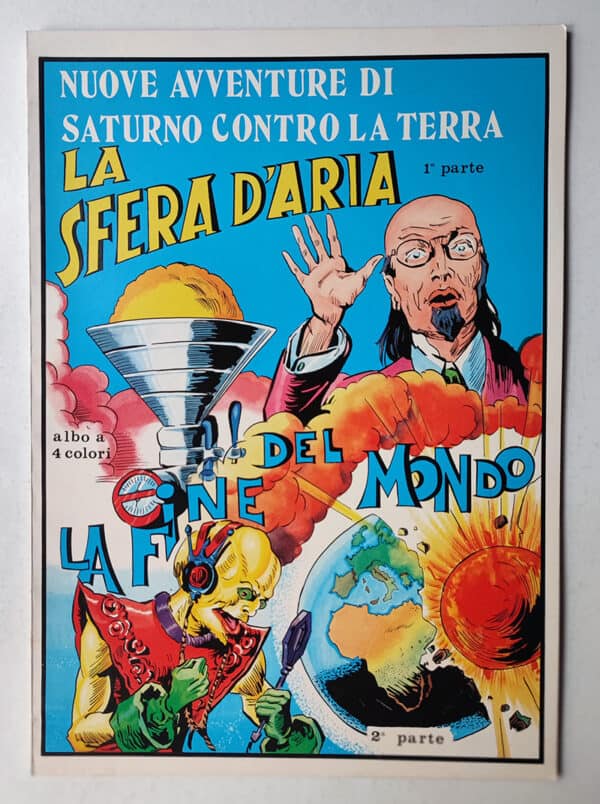 NUOVE AVVENTURE DI
SATURNO CONTRO LA TERRA
LA
SFERA D'ARIA
1ª parte
albo a
4 colori
!! DEL MONDO
LA FiNE
2ª parte